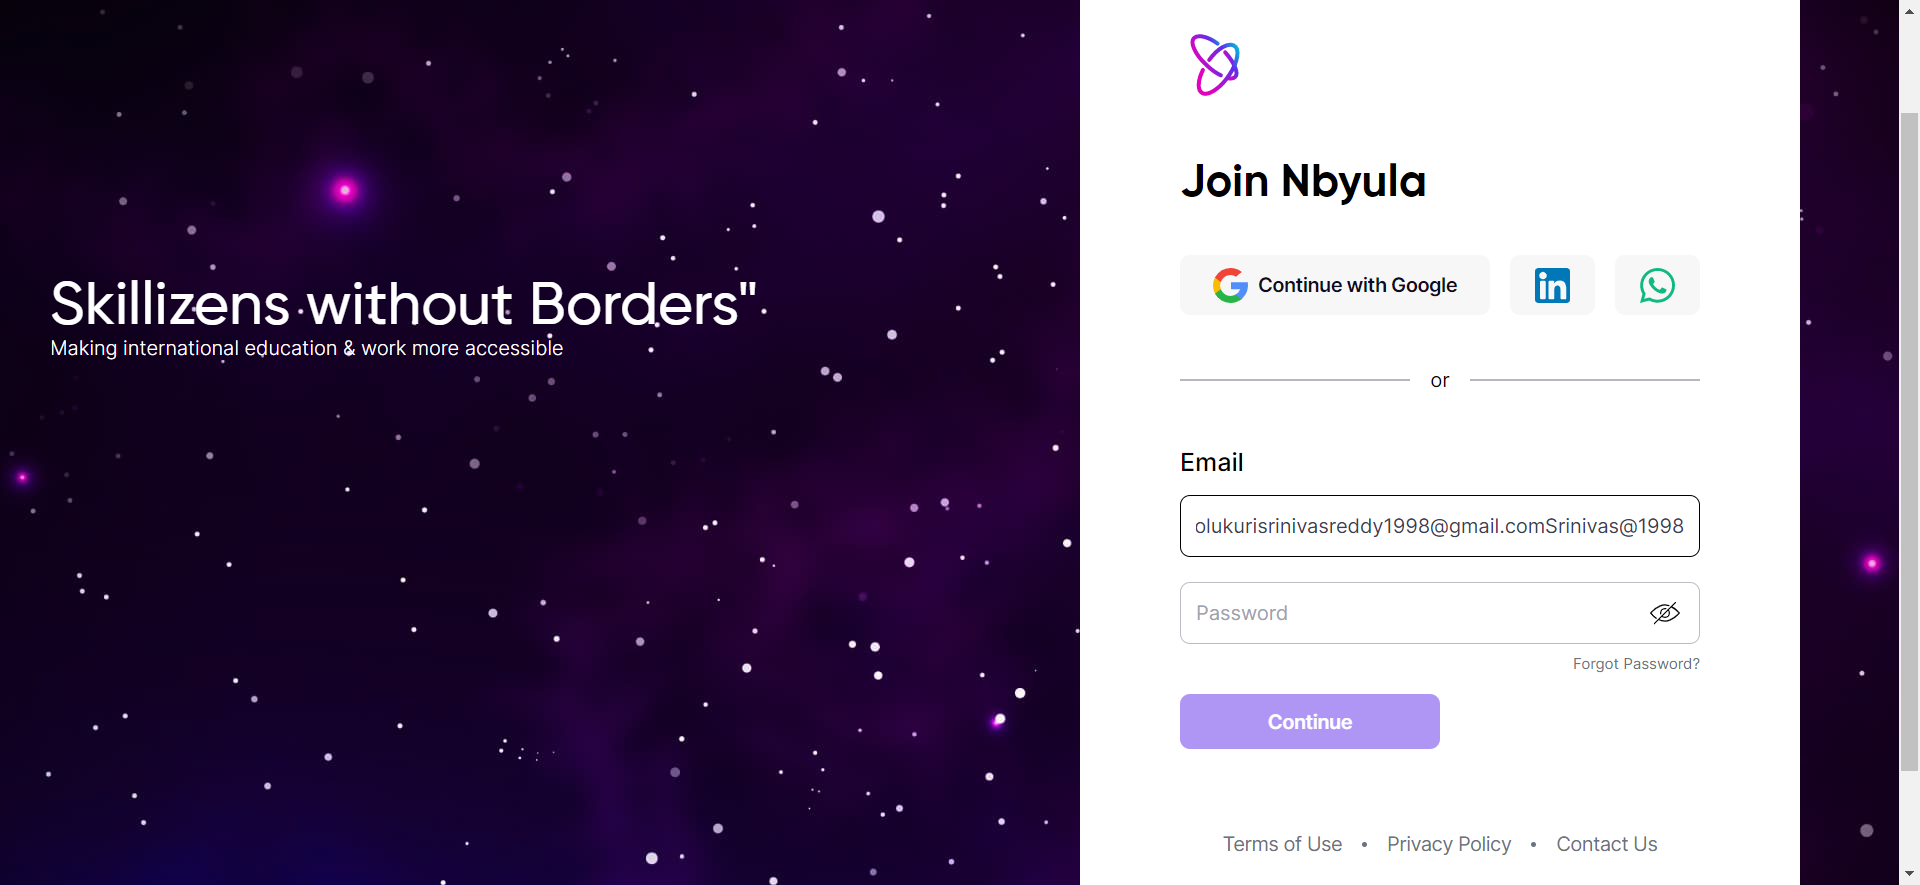 Skillizens without Borders"
Making international education & work more accessible
Join Nbyula
Continue with Google
or
Email
olukurisrinivasreddy1998@gmail.comSrinivas@1998
Password
Forgot Password?
Continue
Terms of Use • Privacy Policy • Contact Us